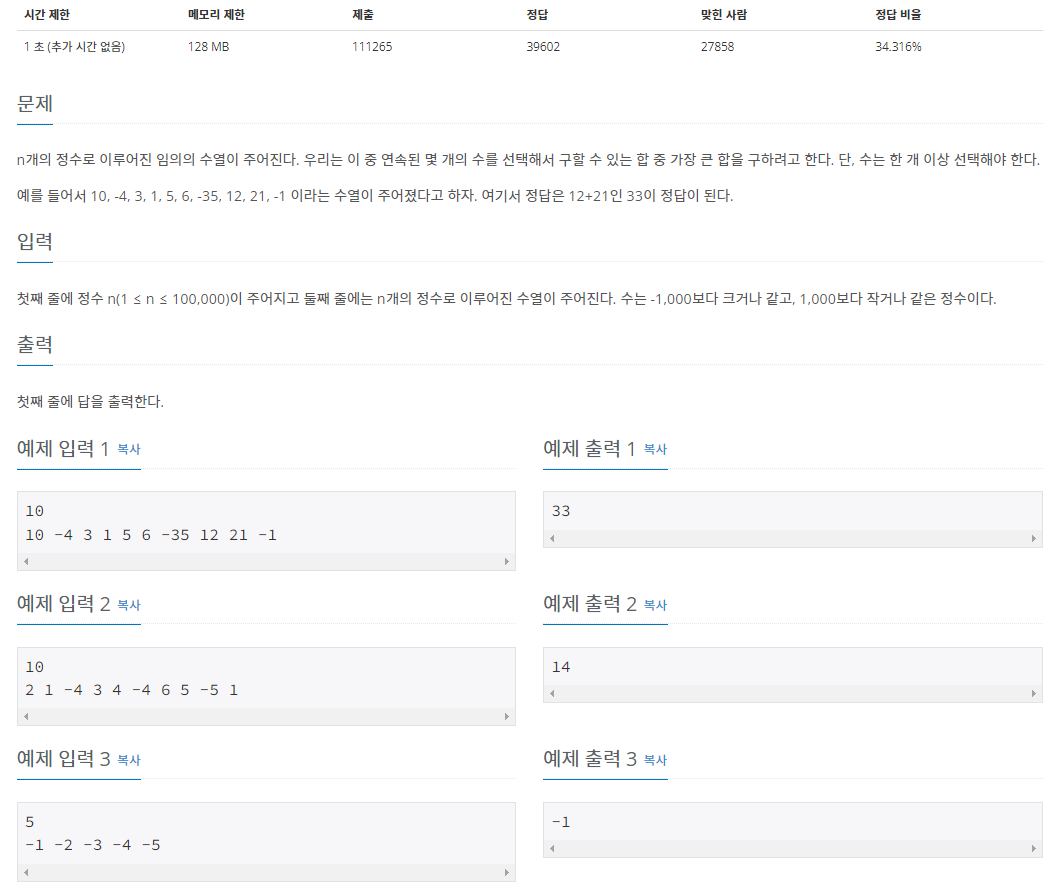 시간 제한 메모리 제한 제출 정답 맞힌 사람 정답 비율
1 초 (추가 시간 없음) 128 MB 111265 39602 27858 34.316%
문제
n개의 정수로 이루어진 임의의 수열이 주어진다. 우리는 이 중 연속된 몇 개의 수를 선택해서 구할 수 있는 합 중 가장 큰 합을 구하려고 한다. 단, 수는 한 개 이상 선택해야 한다.
예를 들어서 10, -4, 3, 1, 5, 6, -35, 12, 21, -1 이라는 수열이 주어졌다고 하자. 여기서 정답은 12+21인 33이 정답이 된다.
입력
첫째 줄에 정수 n(1 ≤ n ≤ 100,000)이 주어지고 둘째 줄에는 n개의 정수로 이루어진 수열이 주어진다. 수는 -1,000보다 크거나 같고, 1,000보다 작거나 같은 정수이다.
출력
첫째 줄에 답을 출력한다.
예제 입력 1 복사
10
10 -4 3 1 5 6 -35 12 21 -1
예제 출력 1 복사
33
예제 입력 2 복사
10
2 1 -4 3 4 -4 6 5 -5 1
예제 출력 2 복사
14
예제 입력 3 복사
5
-1 -2 -3 -4 -5
예제 출력 3 복사
-1